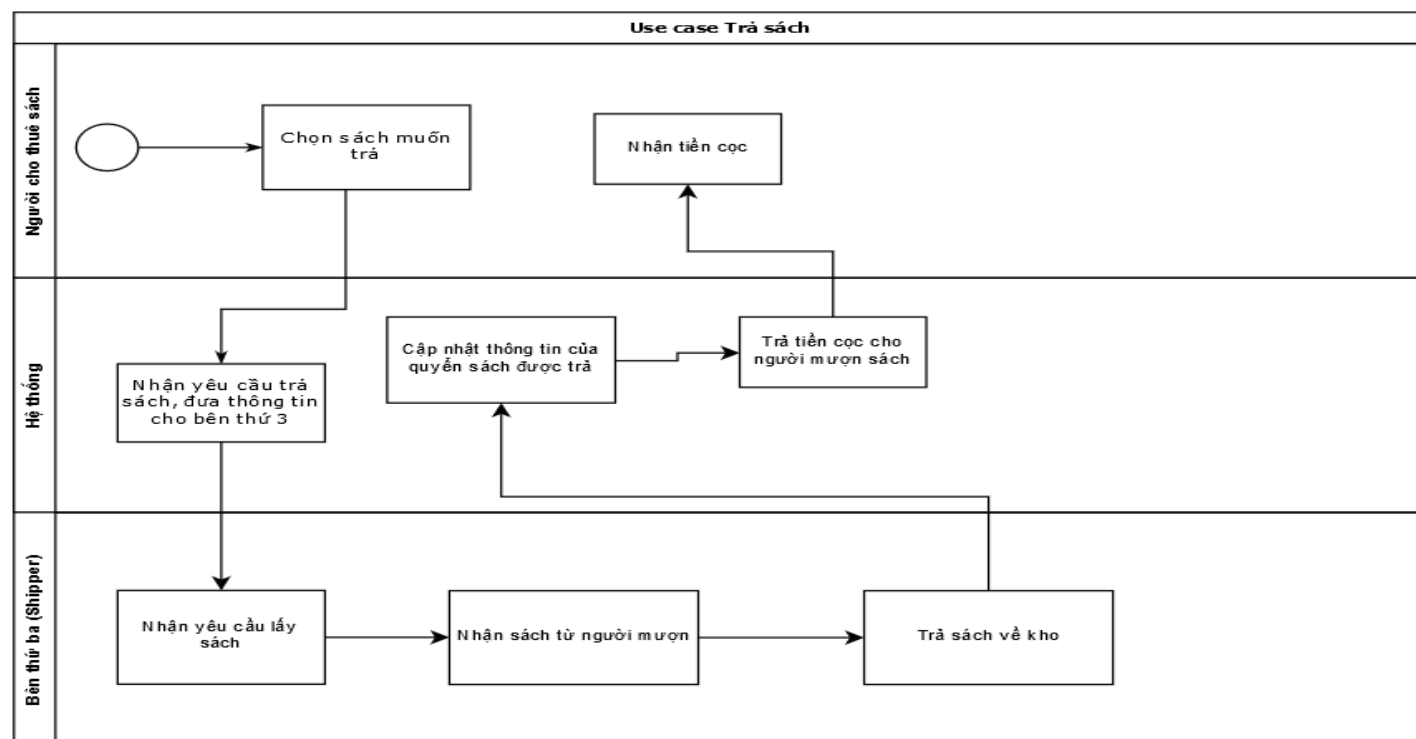 Use case Trả sách
Người cho thuê sách
Chọn sách muốn
trả
Nhận tiền cọc
Hệ thống
Nhận yêu cầu trả
sách, đưa thông tin
cho bên thứ 3
Cập nhật thông tin của
quyển sách được trả
Trả tiền cọc cho
người mượn sách
Bên thứ ba (Shipper)
Nhận yêu cầu lấy
sách
Nhận sách từ người mượn
Trả sách về kho